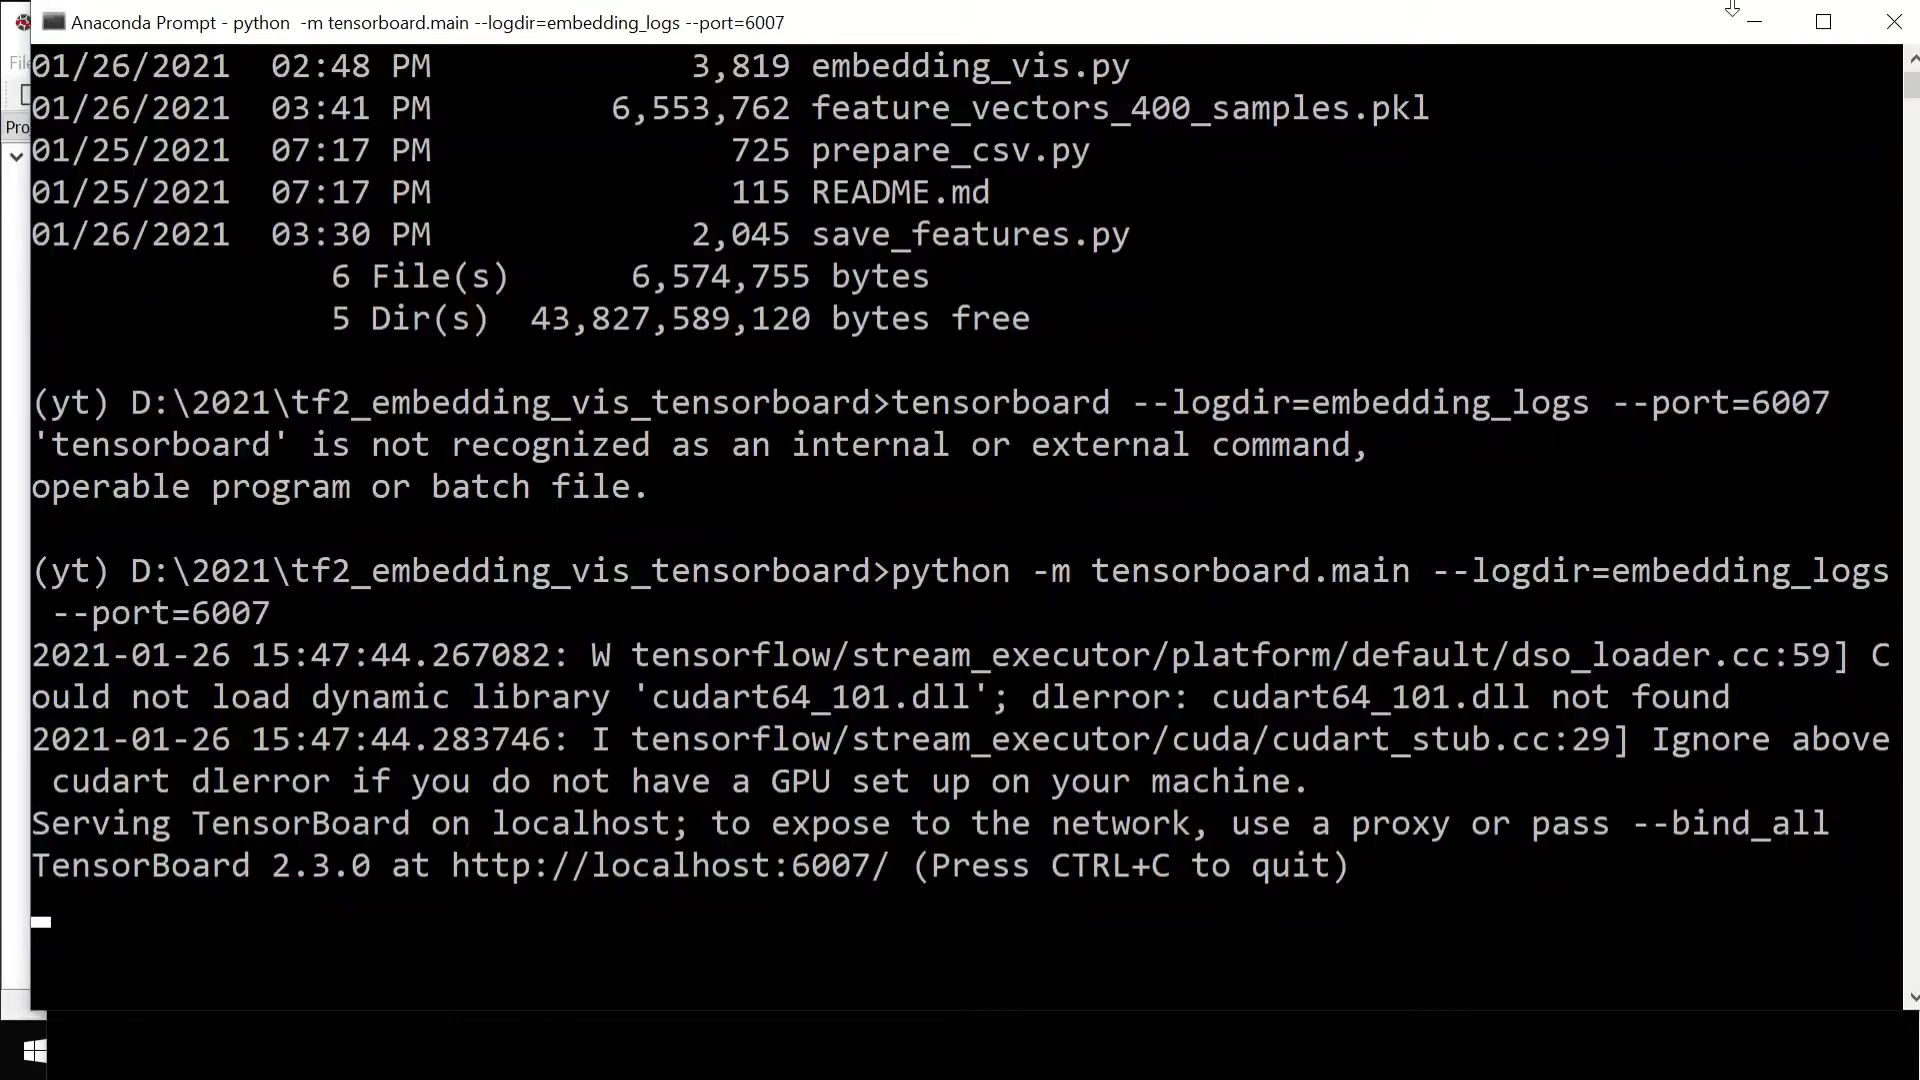 Anaconda Prompt - python  -m tensorboard.main --logdir=embedding_logs --port=6007
01/26/2021  02:48 PM             3,819 embedding_vis.py
01/26/2021  03:41 PM         6,553,762 feature_vectors_400_samples.pkl
01/25/2021  07:17 PM               725 prepare_csv.py
01/25/2021  07:17 PM               115 README.md
01/26/2021  03:30 PM             2,045 save_features.py
               6 File(s)      6,574,755 bytes
               5 Dir(s)  43,827,589,120 bytes free
(yt) D:\2021\tf2_embedding_vis_tensorboard>tensorboard --logdir=embedding_logs --port=6007
'tensorboard' is not recognized as an internal or external command,
operable program or batch file.
(yt) D:\2021\tf2_embedding_vis_tensorboard>python -m tensorboard.main --logdir=embedding_logs
 --port=6007
2021-01-26 15:47:44.267082: W tensorflow/stream_executor/platform/default/dso_loader.cc:59] C
ould not load dynamic library 'cudart64_101.dll'; dlerror: cudart64_101.dll not found
2021-01-26 15:47:44.283746: I tensorflow/stream_executor/cuda/cudart_stub.cc:29] Ignore above
 cudart dlerror if you do not have a GPU set up on your machine.
Serving TensorBoard on localhost; to expose to the network, use a proxy or pass --bind_all
TensorBoard 2.3.0 at http://localhost:6007/ (Press CTRL+C to quit)